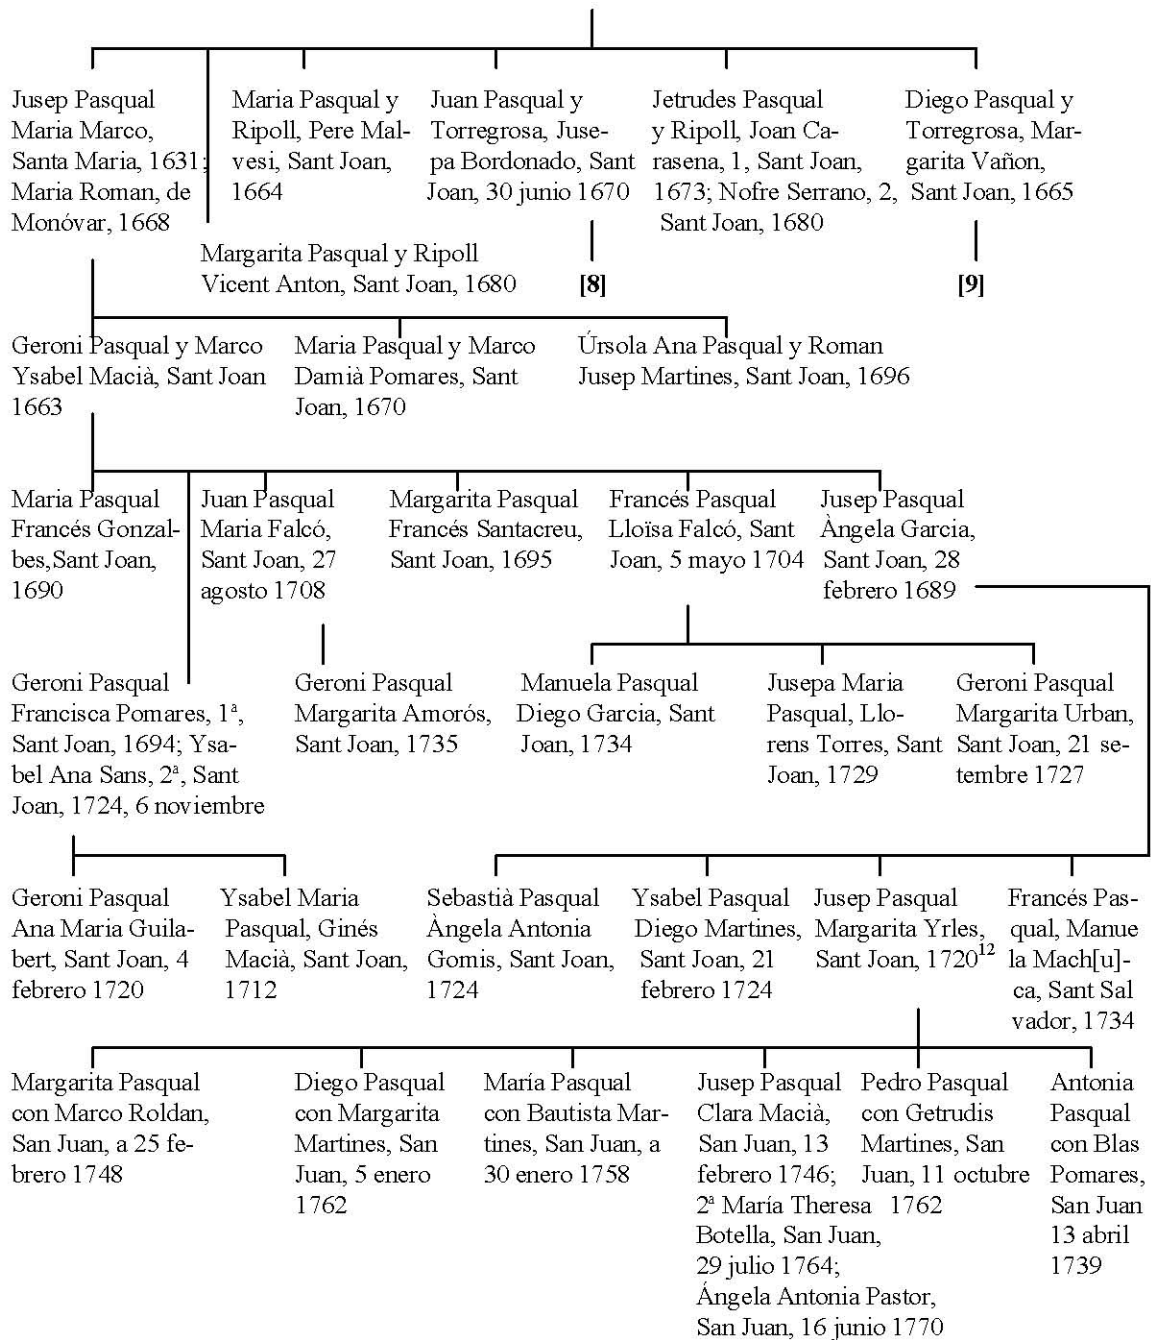 Jusep Pasqual
Maria Marco,
Santa Maria, 1631;
Maria Roman, de
Monóvar, 1668
Maria Pasqual y
Ripoll, Pere Mal-
vesi, Sant Joan,
1664
Juan Pasqual y
Torregrosa, Juse-
pa Bordonado, Sant
Joan, 30 junio 1670
Jetrudes Pasqual
y Ripoll, Joan Ca-
rasena, 1, Sant Joan,
1673; Nofre Serrano, 2,
Sant Joan, 1680
Diego Pasqual y
Torregrosa, Mar-
garita Vañon,
Sant Joan, 1665
Margarita Pasqual y Ripoll
Vicent Anton, Sant Joan, 1680
[8]
[9]
Geroni Pasqual y Marco
Ysabel Macià, Sant Joan
1663
Maria Pasqual y Marco
Damià Pomares, Sant
Joan, 1670
Úrsola Ana Pasqual y Roman
Jusep Martines, Sant Joan, 1696
Maria Pasqual
Francés Gonzal-
bes,Sant Joan,
1690
Juan Pasqual
Maria Falcó,
Sant Joan, 27
agosto 1708
Margarita Pasqual
Francés Santacreu,
Sant Joan, 1695
Francés Pasqual
Lloïsa Falcó, Sant
Joan, 5 mayo 1704
Jusep Pasqual
Àngela Garcia,
Sant Joan, 28
febrero 1689
Geroni Pasqual
Francisca Pomares, 1ª,
Sant Joan, 1694; Ysa-
bel Ana Sans, 2ª, Sant
Joan, 1724, 6 noviembre
Geroni Pasqual
Margarita Amorós,
Sant Joan, 1735
Manuela Pasqual
Diego Garcia, Sant
Joan, 1734
Jusepa Maria
Pasqual, Llo-
rens Torres, Sant
Joan, 1729
Geroni Pasqual
Margarita Urban,
Sant Joan, 21 se-
tembre 1727
Geroni Pasqual
Ana Maria Guila-
bert, Sant Joan, 4
febrero 1720
Ysabel Maria
Pasqual, Ginés
Macià, Sant Joan,
1712
Sebastià Pasqual
Àngela Antonia
Gomis, Sant Joan,
1724
Ysabel Pasqual
Diego Martines,
Sant Joan, 21
febrero 1724
Jusep Pasqual
Margarita Yrles,
Sant Joan, 1720¹²
Francés Pas-
qual, Manue
la Mach[u]-
ca, Sant Sal
vador, 1734
Margarita Pasqual
con Marco Roldan,
San Juan, a 25 fe-
brero 1748
Diego Pasqual
con Margarita
Martines, San
Juan, 5 enero
1762
María Pasqual
con Bautista Mar-
tines, San Juan, a
30 enero 1758
Jusep Pasqual
Clara Macià,
San Juan, 13
febrero 1746;
2ª María Theresa
Botella, San Juan,
29 julio 1764;
Ángela Antonia Pastor,
San Juan, 16 junio 1770
Pedro Pasqual
con Getrudis
Martines, San
Juan, 11 octubre
1762
Antonia
Pasqual
con Blas
Pomares,
San Juan
13 abril
1739